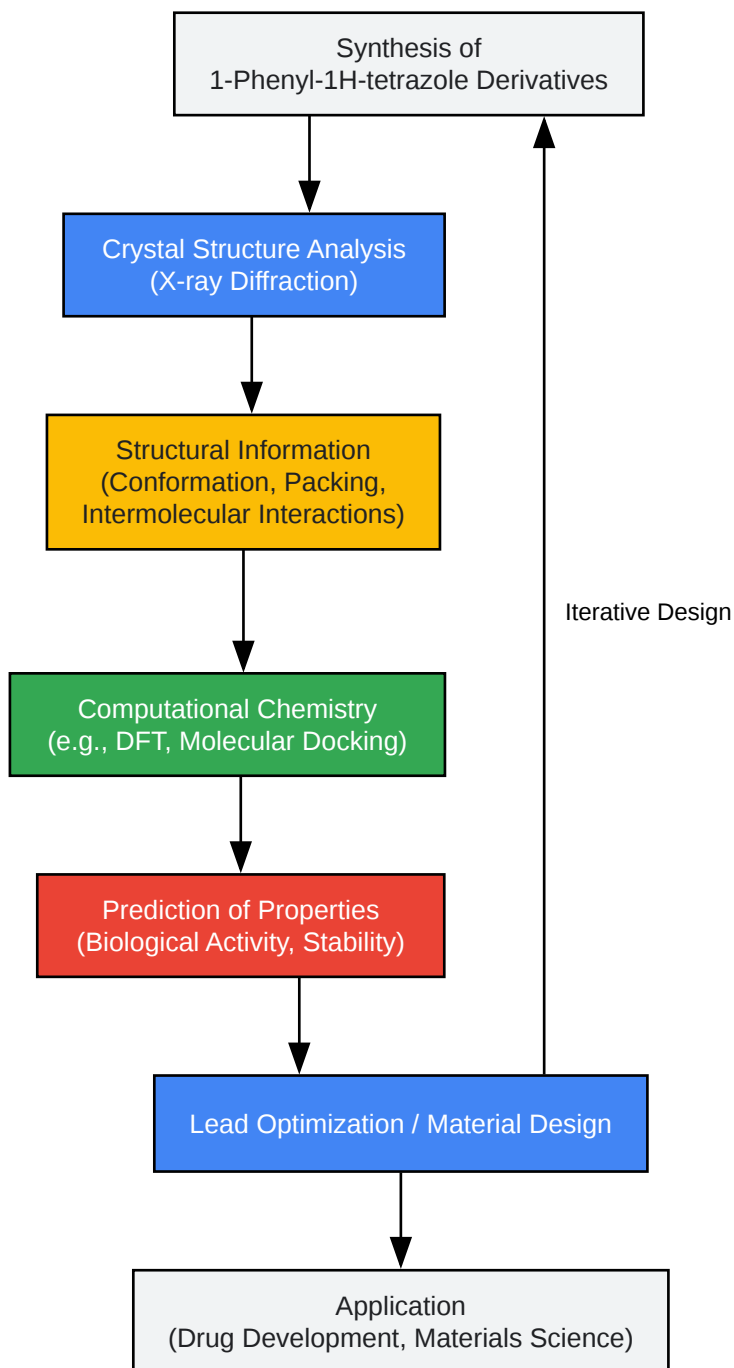 Synthesis of
1-Phenyl-1H-tetrazole Derivatives
Crystal Structure Analysis
(X-ray Diffraction)
Structural Information
(Conformation, Packing,
Intermolecular Interactions)
Iterative Design
Computational Chemistry
(e.g., DFT, Molecular Docking)
Prediction of Properties
(Biological Activity, Stability)
Lead Optimization / Material Design
Application
(Drug Development, Materials Science)